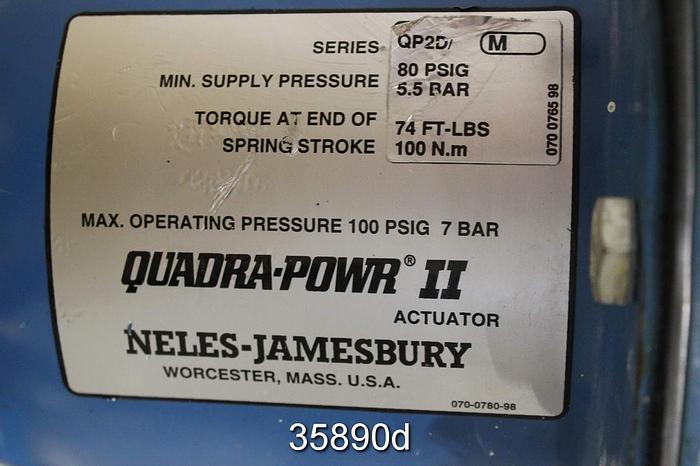 SERIES QP2D/ M
MIN. SUPPLY PRESSURE 80 PSIG
5.5 BAR
TORQUE AT END OF 74 FT-LBS
SPRING STROKE 100 N.m
070 0765 98
MAX. OPERATING PRESSURE 100 PSIG 7 BAR
QUADRA-POWR® II
ACTUATOR
NELES-JAMESBURY
WORCESTER, MASS. U.S.A.
070-0780-98
35890d